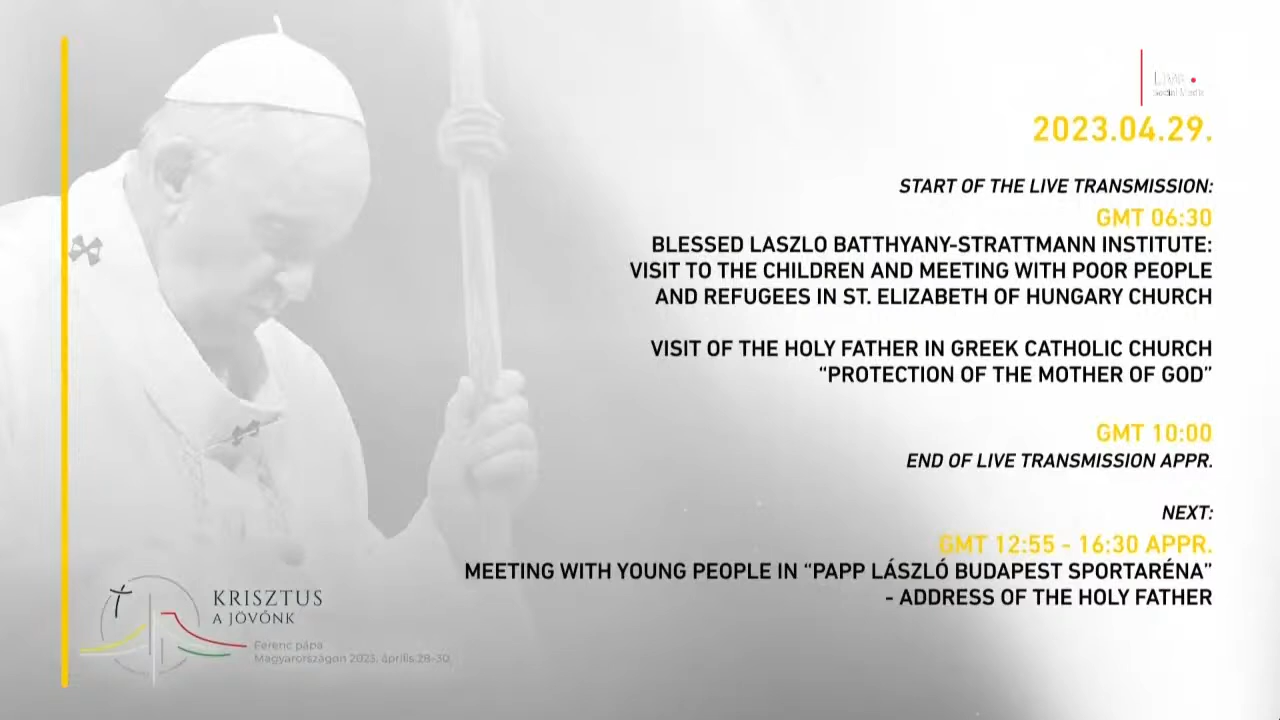 Live
Social Media
2023.04.29.
START OF THE LIVE TRANSMISSION:
GMT 06:30
BLESSED LASZLO BATTHYANY-STRATTMANN INSTITUTE:
VISIT TO THE CHILDREN AND MEETING WITH POOR PEOPLE
AND REFUGEES IN ST. ELIZABETH OF HUNGARY CHURCH
VISIT OF THE HOLY FATHER IN GREEK CATHOLIC CHURCH
“PROTECTION OF THE MOTHER OF GOD”
GMT 10:00
END OF LIVE TRANSMISSION APPR.
NEXT:
GMT 12:55 - 16:30 APPR.
MEETING WITH YOUNG PEOPLE IN “PAPP LÁSZLÓ BUDAPEST SPORTARÉNA”
- ADDRESS OF THE HOLY FATHER
KRISZTUS
A JÖVŐNK
Ferenc pápa
Magyarországon 2023. április 28-30.